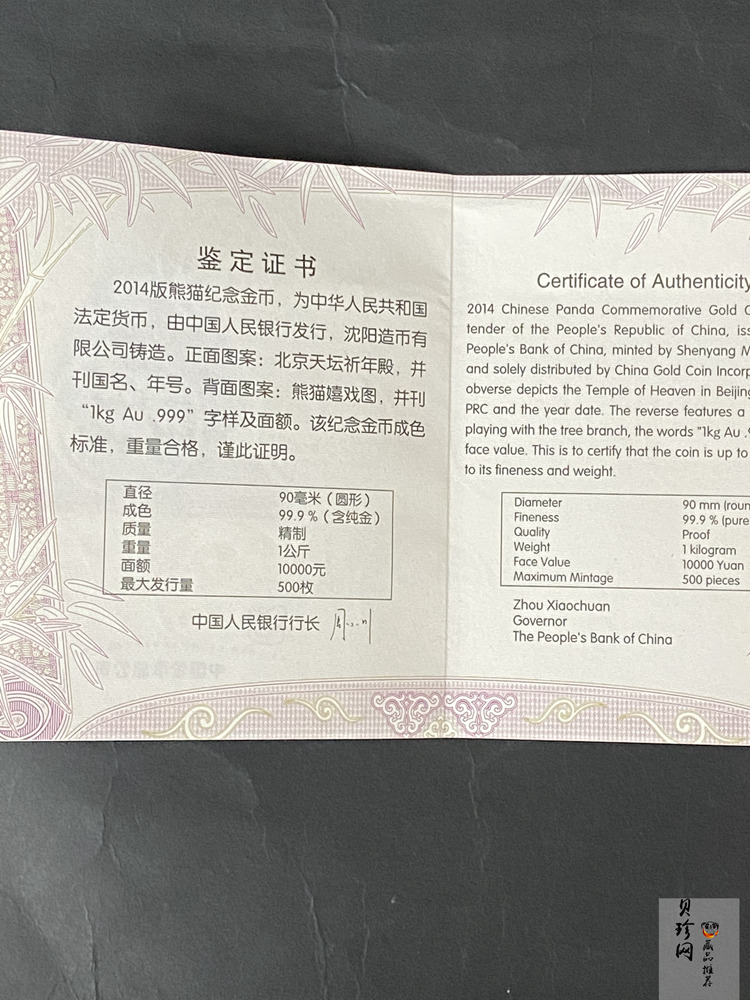 鉴定证书
2014版熊猫纪念金币，为中华人民共和国
法定货币，由中国人民银行发行，沈阳造币有
限公司铸造。正面图案：北京天坛祈年殿，并
刊国名、年号。背面图案：熊猫嬉戏图，并刊
“1kg Au .999”字样及面额。该纪念金币成色
标准，重量合格，谨此证明。
直径 90毫米（圆形）
成色 99.9％（含纯金）
质量 精制
重量 1公斤
面额 10000元
最大发行量 500枚
中国人民银行行长
Certificate of Authenticity
2014 Chinese Panda Commemorative Gold
tender of the People's Republic of China,
People's Bank of China, minted by Shenyang
and solely distributed by China Gold Coin
obverse depicts the Temple of Heaven in Beijing
PRC and the year date. The reverse features a
playing with the tree branch, the words "1kg Au
face value. This is to certify that the coin is up to
to its fineness and weight.
Diameter 90 mm
Fineness 99.9 % (pure
Quality Proof
Weight 1 kilogram
Face Value 10000 Yuan
Maximum Mintage 500 pieces
Zhou Xiaochuan
Governor
The People's Bank of China
贝珍网
藏品推荐